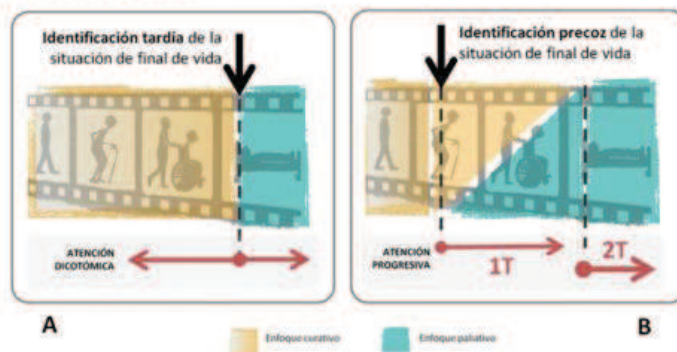 Identificación tardía de la
situación de final de vida
ATENCIÓN
DICOTÓMICA
A
Identificación precoz de la
situación de final de vida
ATENCIÓN
PROGRESIVA
1T
2T
B
Enfoque curativo
Enfoque paliativo